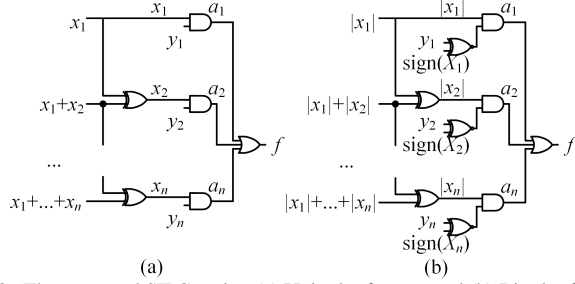 x₁ x₁ a₁
y₁
x₁+x₂ x₂ a₂
y₂
f
...
x₁+...+xₙ xₙ aₙ
yₙ
(a)
|x₁| |x₁| a₁
y₁
sign(X₁)
|x₁|+|x₂| |x₂| a₂
y₂
sign(X₂)
f
...
|x₁|+...+|xₙ| |xₙ| aₙ
yₙ
sign(Xₙ)
(b)